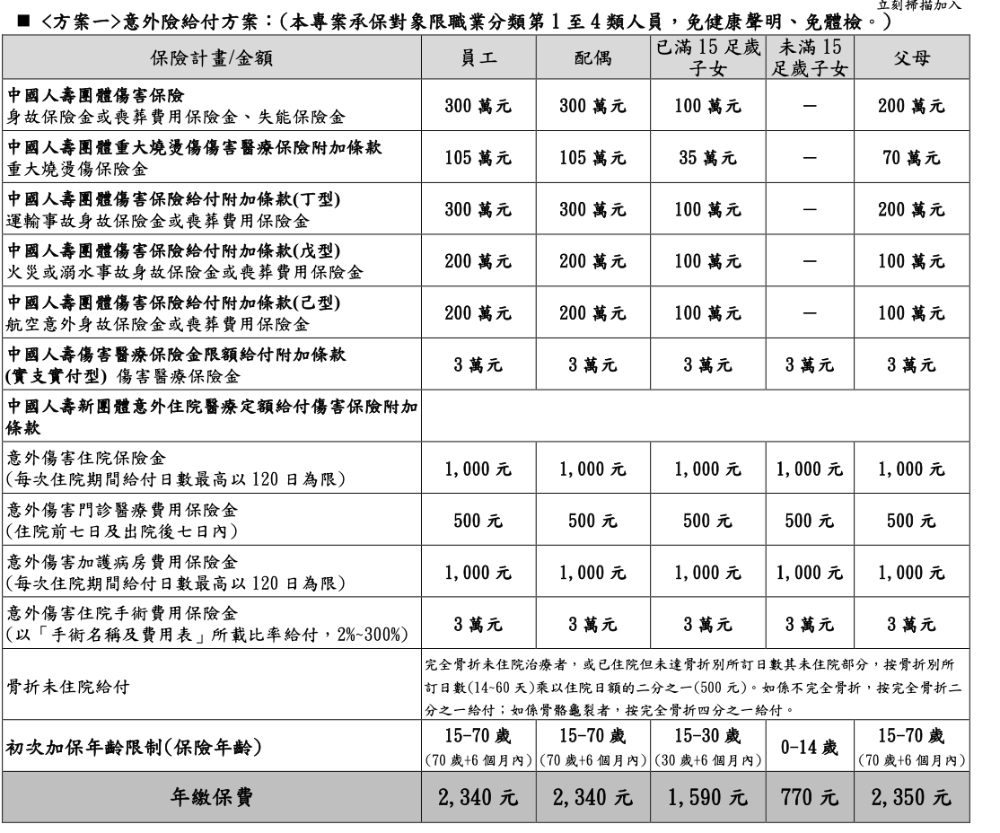 立刻掃描加入
■ <方案一>意外險給付方案：(本專案承保對象限職業分類第 1 至 4 類人員，免健康聲明、免體檢。)
保險計畫/金額 員工 配偶 已滿 15 足歲子女 未滿 15 足歲子女 父母
中國人壽團體傷害保險
身故保險金或喪葬費用保險金、失能保險金 300 萬元 300 萬元 100 萬元 — 200 萬元
中國人壽團體重大燒燙傷傷害醫療保險附加條款
重大燒燙傷保險金 105 萬元 105 萬元 35 萬元 — 70 萬元
中國人壽團體傷害保險給付附加條款(丁型)
運輸事故身故保險金或喪葬費用保險金 300 萬元 300 萬元 100 萬元 — 200 萬元
中國人壽團體傷害保險給付附加條款(戊型)
火災或溺水事故身故保險金或喪葬費用保險金 200 萬元 200 萬元 100 萬元 — 100 萬元
中國人壽團體傷害保險給付附加條款(己型)
航空意外身故保險金或喪葬費用保險金 200 萬元 200 萬元 100 萬元 — 100 萬元
中國人壽傷害醫療保險金限額給付附加條款
(實支實付型) 傷害醫療保險金 3 萬元 3 萬元 3 萬元 3 萬元 3 萬元
中國人壽新團體意外住院醫療定額給付傷害保險附加
條款
意外傷害住院保險金
(每次住院期間給付日數最高以 120 日為限) 1,000 元 1,000 元 1,000 元 1,000 元 1,000 元
意外傷害門診醫療費用保險金
(住院前七日及出院後七日內) 500 元 500 元 500 元 500 元 500 元
意外傷害加護病房費用保險金
(每次住院期間給付日數最高以 120 日為限) 1,000 元 1,000 元 1,000 元 1,000 元 1,000 元
意外傷害住院手術費用保險金
(以「手術名稱及費用表」所載比率給付，2%~300%) 3 萬元 3 萬元 3 萬元 3 萬元 3 萬元
骨折未住院給付
完全骨折未住院治療者，或已住院但未達骨折別所訂日數其未住院部分，按骨折別所
訂日數(14~60 天)乘以住院日額的二分之一(500 元)。如係不完全骨折，按完全骨折二
分之一給付；如係骨骼龜裂者，按完全骨折四分之一給付。
初次加保年齡限制(保險年齡) 15-70 歲 15-70 歲 15-30 歲 0-14 歲 15-70 歲
(70 歲+6 個月內) (70 歲+6 個月內) (30 歲+6 個月內) (70 歲+6 個月內)
年繳保費 2,340 元 2,340 元 1,590 元 770 元 2,350 元